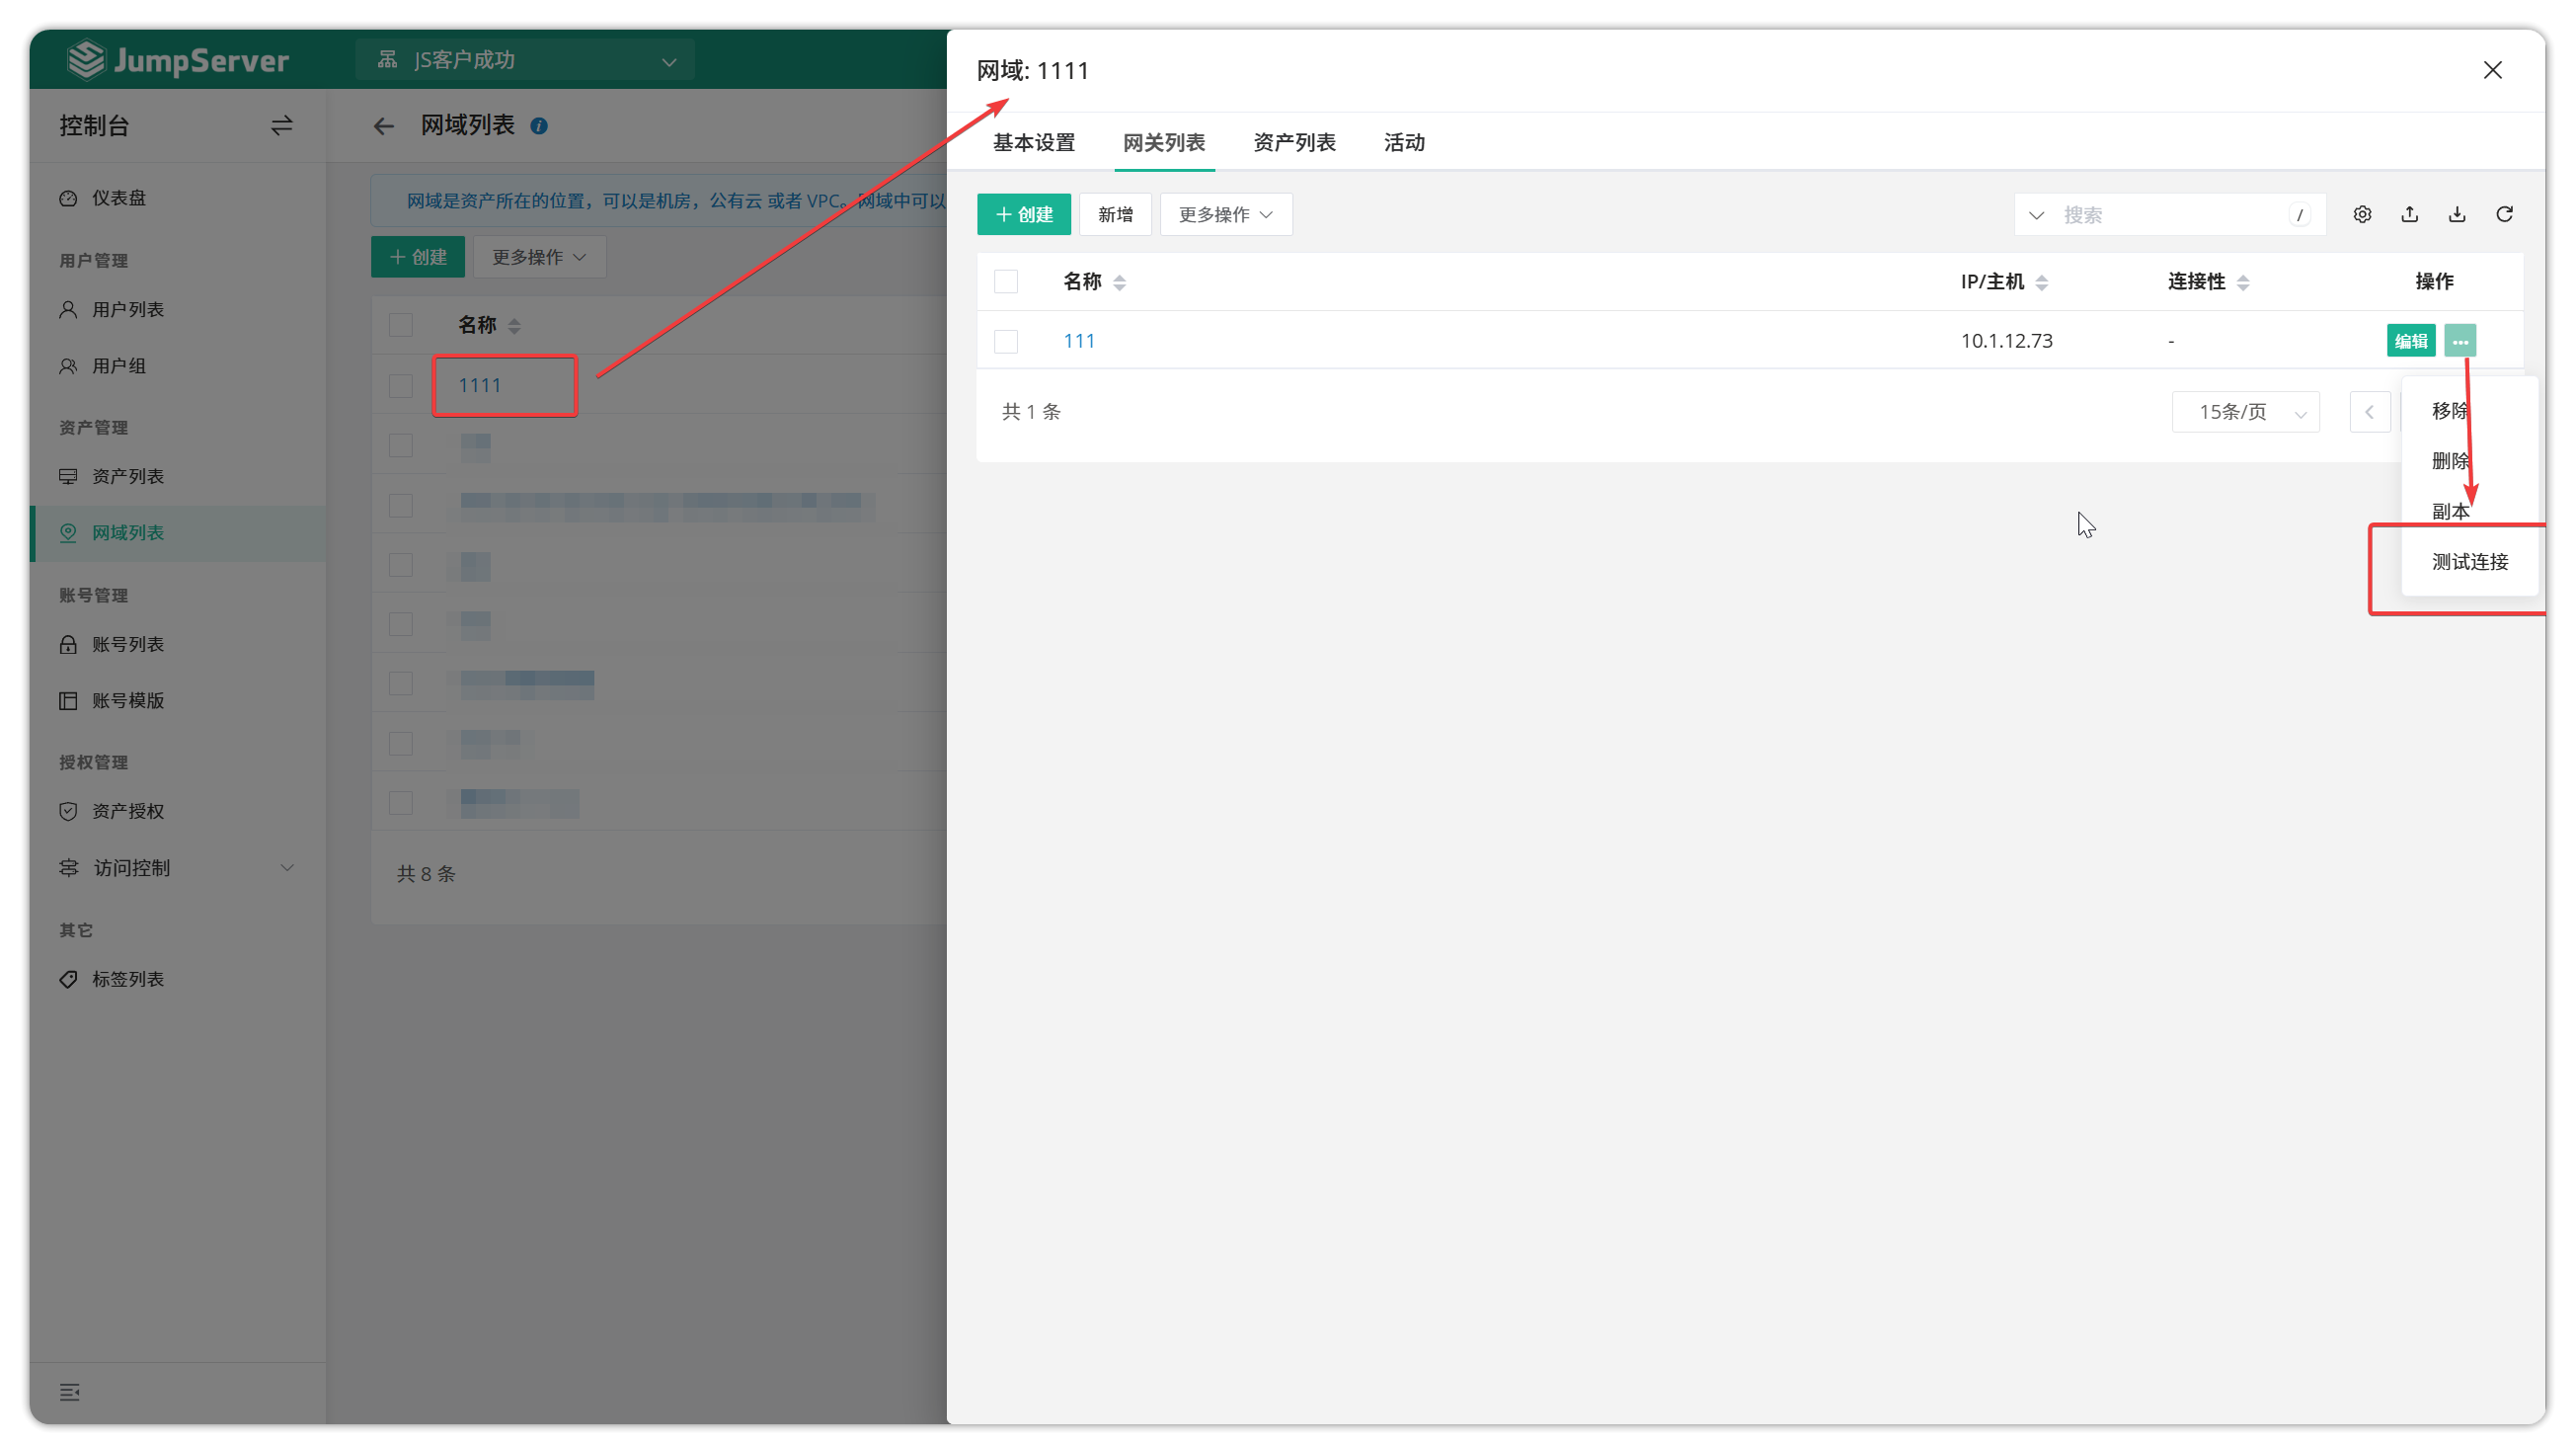 JumpServer
JS客户成功
控制台
仪表盘
用户管理
用户列表
用户组
资产管理
资产列表
网域列表
账号管理
账号列表
账号模版
授权管理
资产授权
访问控制
其它
标签列表
网域列表
网域是资产所在的位置，可以是机房，公有云 或者 VPC。网域中可以
创建
更多操作
名称
1111
共 8 条
网域: 1111
基本设置
网关列表
资产列表
活动
创建
新增
更多操作
搜索
/
名称
IP/主机
连接性
操作
111
10.1.12.73
-
编辑
共 1 条
15条/页
移除
删除
副本
测试连接